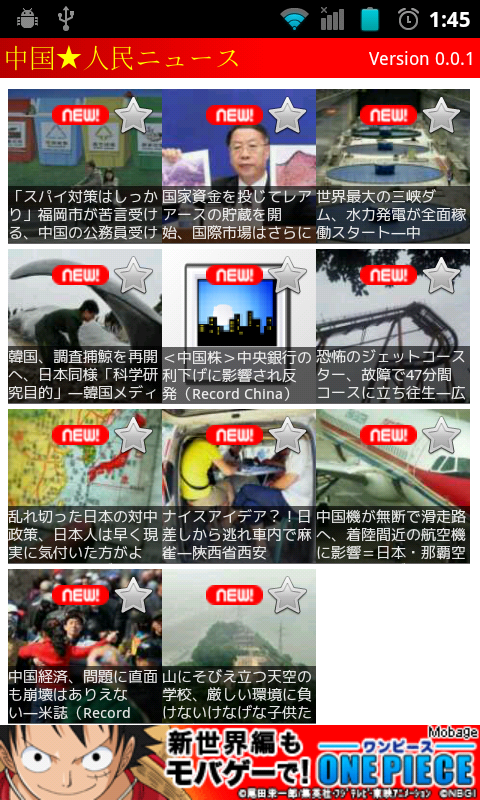 1:45
中国★人民ニュース
Version 0.0.1
NEW!
NEW!
NEW!
「スパイ対策はしっか
り」福岡市が苦言受け
る、中国の公務員受け
国家資金を投じてレア
アースの貯蔵を開
始、国際市場はさらに
世界最大の三峡ダ
ム、水力発電が全面稼
働スタート―中
NEW!
NEW!
NEW!
韓国、調査捕鯨を再開
へ、日本同様「科学研
究目的」―韓国メディ
<中国株>中央銀行の
利下げに影響され反
発（Record China）
恐怖のジェットコース
ター、故障で47分間
コースに立ち往生―広
NEW!
NEW!
NEW!
乱れ切った日本の対中
政策、日本人は早く現
実に気付いた方がよ
ナイスアイデア？！日
差しから逃れ車内で麻
雀―陝西省西安
中国機が無断で滑走路
へ、着陸間近の航空機
に影響＝日本・那覇空
NEW!
NEW!
中国経済、問題に直面
も崩壊はありえな
い―米誌（Record
山にそびえ立つ天空の
学校、厳しい環境に負
けないけなげな子供た
新世界編も
モバゲーで!
Mobage
ワンピース
ONE PIECE
©尾田栄一郎/集英社・フジテレビ・東映アニメーション ©NBGI